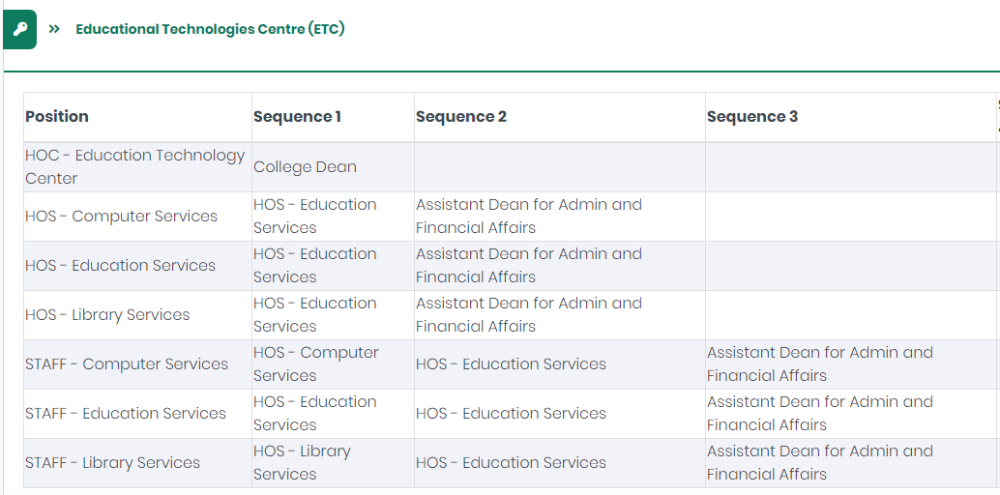 Educational Technologies Centre (ETC)
Position Sequence 1 Sequence 2 Sequence 3
HOC - Education Technology Center College Dean
HOS - Computer Services HOS - Education Services Assistant Dean for Admin and Financial Affairs
HOS - Education Services HOS - Education Services Assistant Dean for Admin and Financial Affairs
HOS - Library Services HOS - Education Services Assistant Dean for Admin and Financial Affairs
STAFF - Computer Services HOS - Computer Services HOS - Education Services Assistant Dean for Admin and Financial Affairs
STAFF - Education Services HOS - Education Services HOS - Education Services Assistant Dean for Admin and Financial Affairs
STAFF - Library Services HOS - Library Services HOS - Education Services Assistant Dean for Admin and Financial Affairs